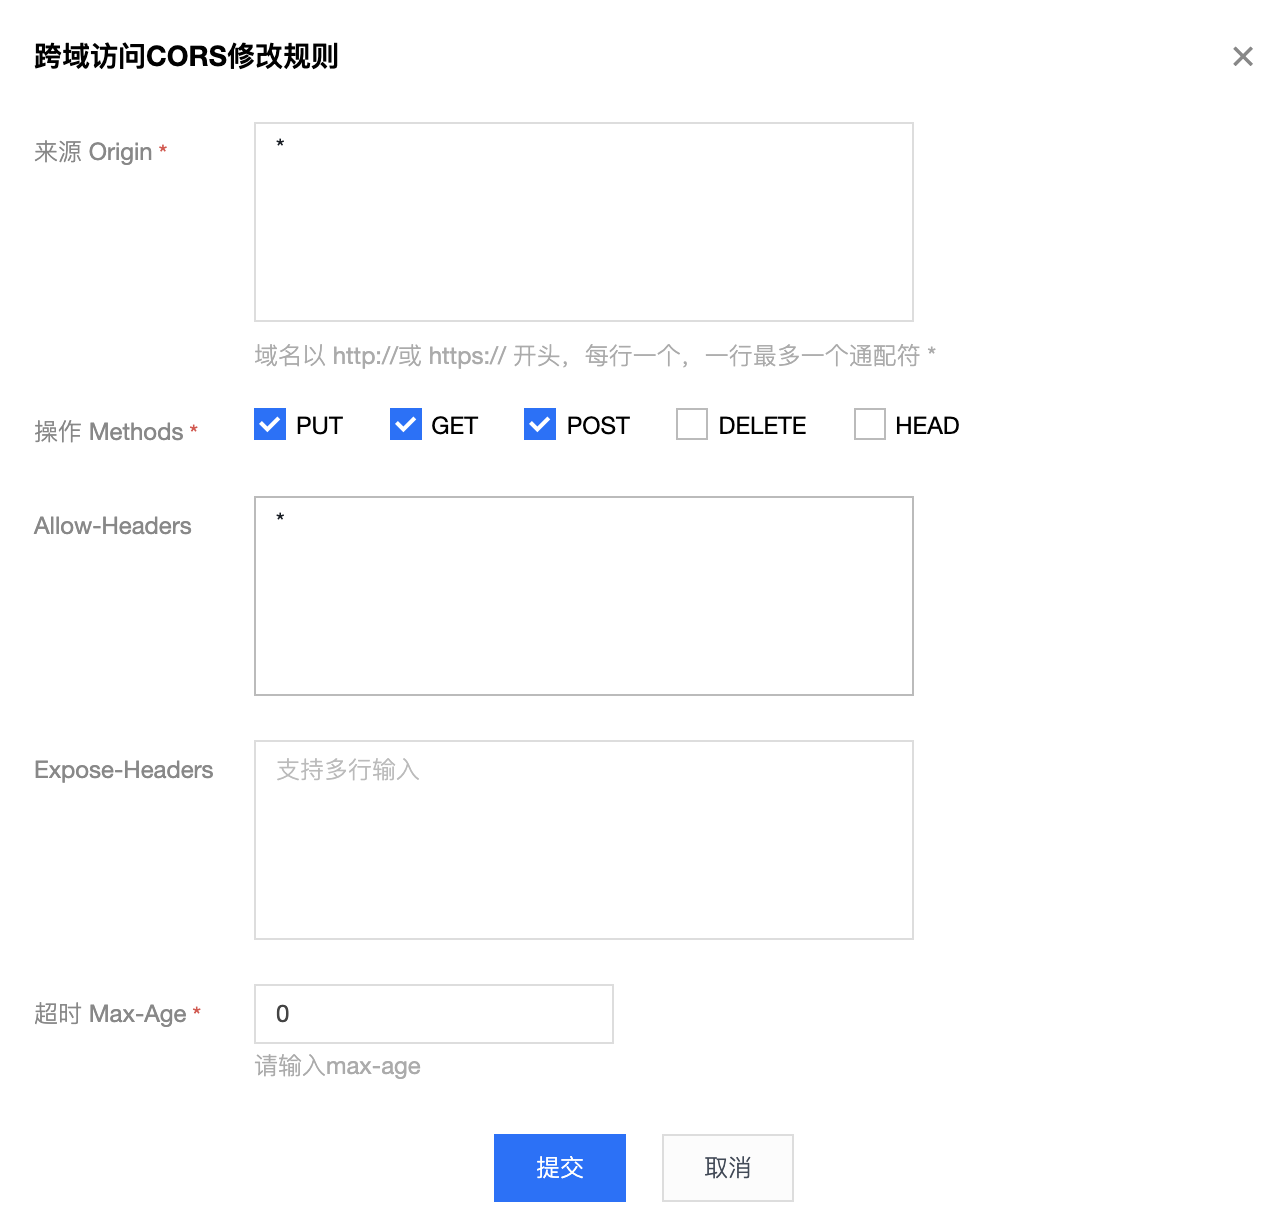 跨域访问CORS修改规则
来源 Origin *
*
域名以 http://或 https:// 开头，每行一个，一行最多一个通配符 *
操作 Methods * PUT GET POST DELETE HEAD
Allow-Headers
*
Expose-Headers
支持多行输入
超时 Max-Age *
0
请输入max-age
提交 取消